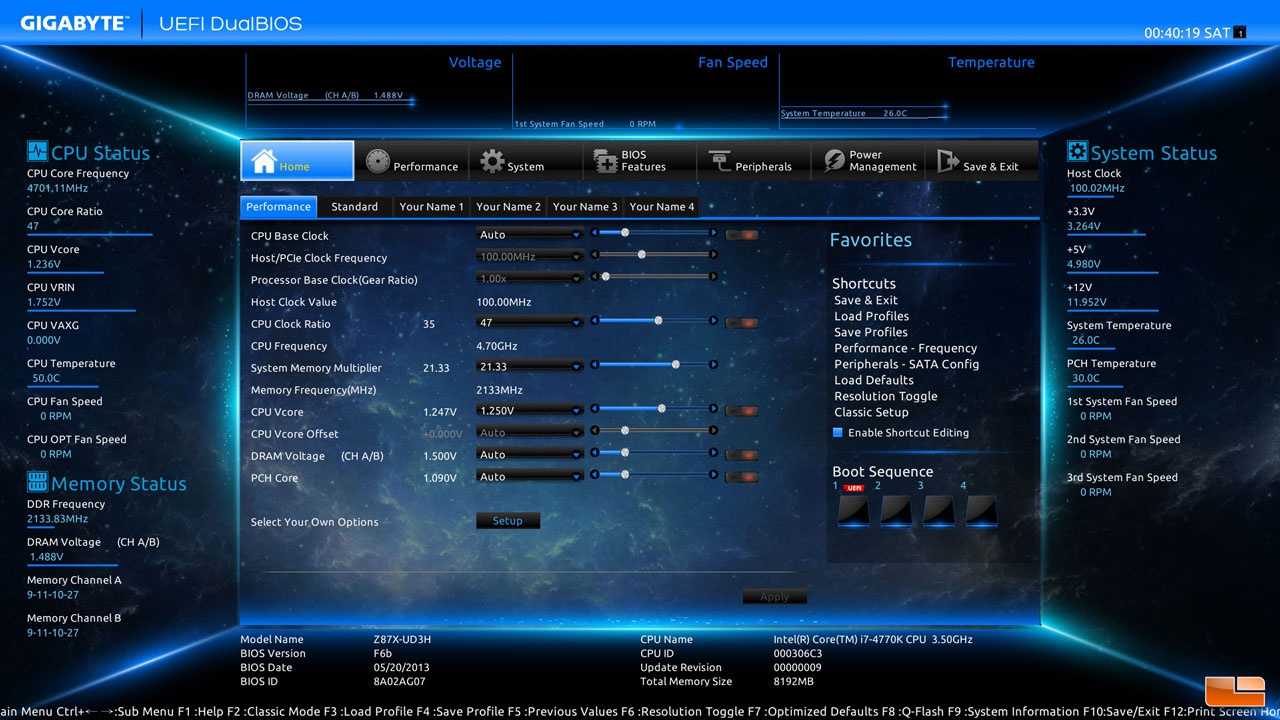 GIGABYTE™ UEFI DualBIOS
00:40:19 SAT 1
Voltage
DRAM Voltage (CH A/B) 1.488V
Fan Speed
1st System Fan Speed 0 RPM
Temperature
System Temperature 26.0C
CPU Status
CPU Core Frequency
4701.11MHz
CPU Core Ratio
47
CPU Vcore
1.236V
CPU VRIN
1.752V
CPU VAXG
0.000V
CPU Temperature
50.0C
CPU Fan Speed
0 RPM
CPU OPT Fan Speed
0 RPM
Memory Status
DDR Frequency
2133.83MHz
DRAM Voltage (CH A/B)
1.488V
Memory Channel A
9-11-10-27
Memory Channel B
9-11-10-27
Home
Performance
System
BIOS
Features
Peripherals
Power
Management
Save & Exit
Performance Standard Your Name 1 Your Name 2 Your Name 3 Your Name 4
CPU Base Clock Auto
Host/PCIe Clock Frequency 100.00MHz
Processor Base Clock(Gear Ratio) 1.00x
Host Clock Value 100.00MHz
CPU Clock Ratio 35 47
CPU Frequency 4.70GHz
System Memory Multiplier 21.33 21.33
Memory Frequency(MHz) 2133MHz
CPU Vcore 1.247V 1.250V
CPU Vcore Offset +0.000V Auto
DRAM Voltage (CH A/B) 1.500V Auto
PCH Core 1.090V Auto
Select Your Own Options Setup
Apply
Favorites
Shortcuts
Save & Exit
Load Profiles
Save Profiles
Performance - Frequency
Peripherals - SATA Config
Load Defaults
Resolution Toggle
Classic Setup
Enable Shortcut Editing
Boot Sequence
1 UEFI 2 3 4
System Status
Host Clock
100.02MHz
+3.3V
3.264V
+5V
4.980V
+12V
11.952V
System Temperature
26.0C
PCH Temperature
30.0C
1st System Fan Speed
0 RPM
2nd System Fan Speed
0 RPM
3rd System Fan Speed
0 RPM
Model Name Z87X-UD3H
BIOS Version F6b
BIOS Date 05/20/2013
BIOS ID 8A02AG07
CPU Name Intel(R) Core(TM) i7-4770K CPU 3.50GHz
CPU ID 000306C3
Update Revision 00000009
Total Memory Size 8192MB
ain Menu Ctrl+←→:Sub Menu F1 :Help F2 :Classic Mode F3 :Load Profile F4 :Save Profile F5 :Previous Values F6 :Resolution Toggle F7 :Optimized Defaults F8 :Q-Flash F9 :System Information F10:Save/Exit F12:Print Screen Hom